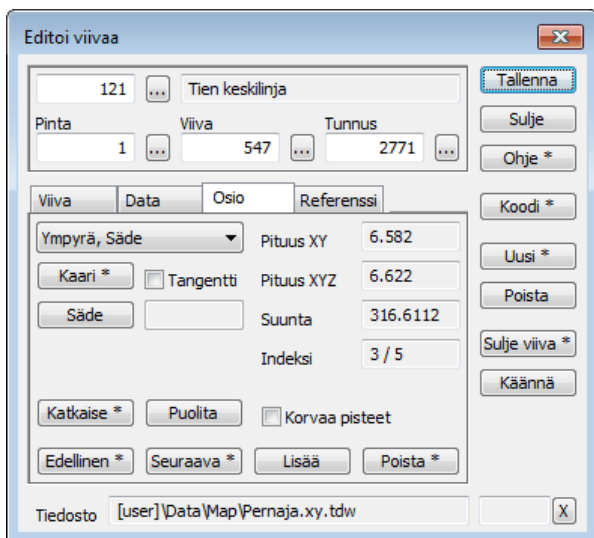 Editoi viivaa
121 ... Tien keskilinja
Pinta Viiva Tunnus
1 ... 547 ... 2771 ...
Tallenna
Sulje
Ohje *
Koodi *
Uusi *
Poista
Sulje viiva *
Käännä
Viiva Data Osio Referenssi
Ympyrä, Säde Pituus XY 6.582
Kaari * Tangentti Pituus XYZ 6.622
Säde Suunta 316.6112
Indeksi 3 / 5
Katkaise * Puolita Korvaa pisteet
Edellinen * Seuraava * Lisää Poista *
Tiedosto [user]\Data\Map\Pernaja.xy.tdw X